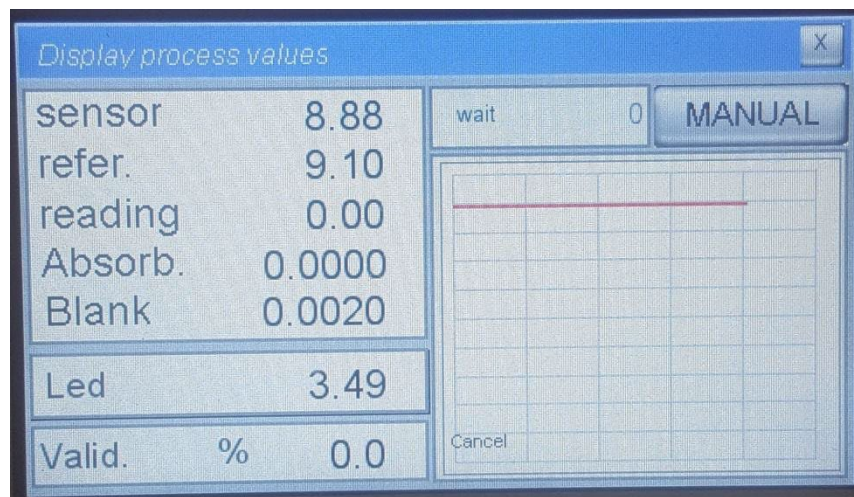 Display process values X
sensor 8.88
refer. 9.10
reading 0.00
Absorb. 0.0000
Blank 0.0020
Led 3.49
Valid. % 0.0
wait 0 MANUAL
Cancel